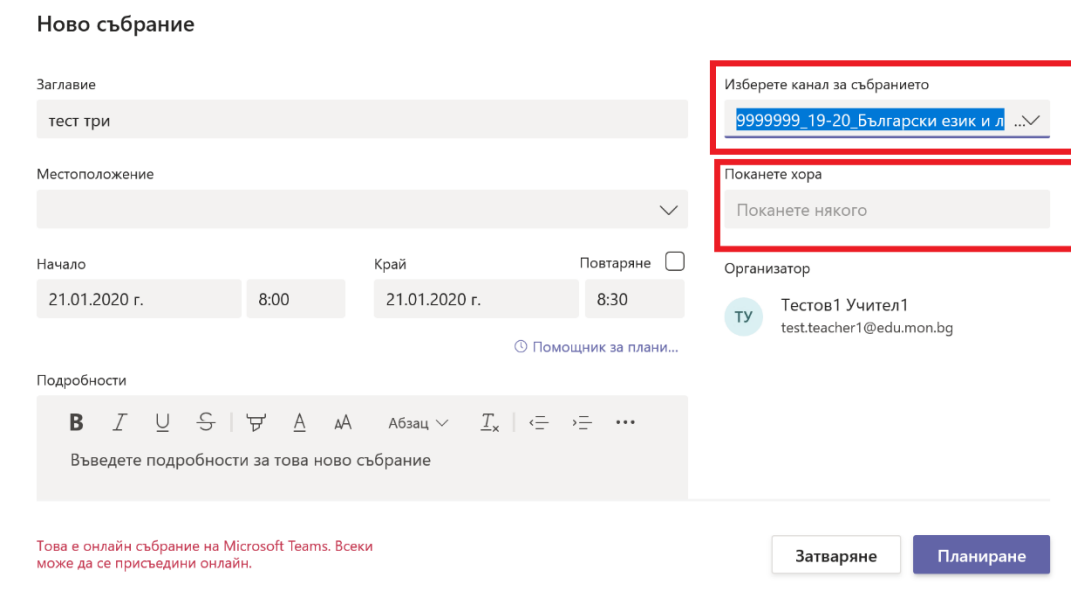 Ново събрание
Заглавие
тест три
Местоположение
Начало
Край
Повтаряне
21.01.2020 г.
8:00
21.01.2020 г.
8:30
Помощник за плани...
Подробности
B I U S A AA Абзац Tx ...
Въведете подробности за това ново събрание
Изберете канал за събранието
9999999_19-20_Български език и л ...
Поканете хора
Поканете някого
Организатор
ТУ
Тестов1 Учител1
test.teacher1@edu.mon.bg
Това е онлайн събрание на Microsoft Teams. Всеки
може да се присъедини онлайн.
Затваряне
Планиране